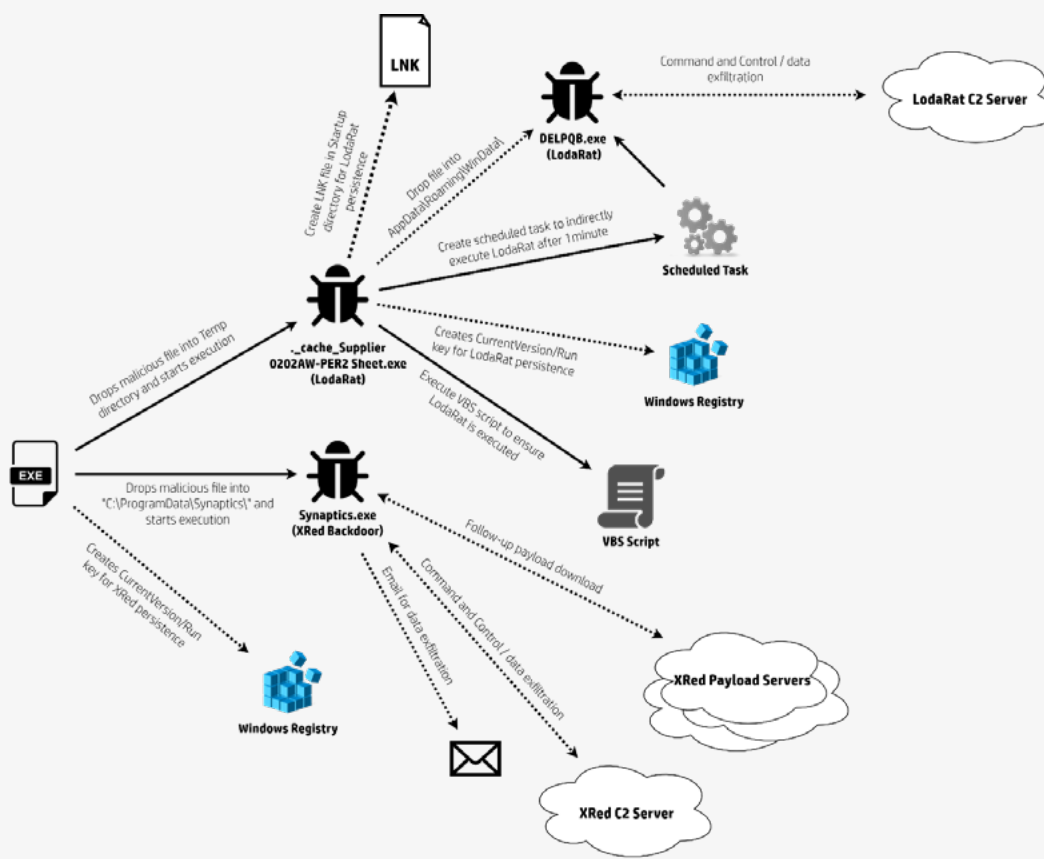 LNK
Command and Control / data
exfiltration
LodaRat C2 Server
DELPQB.exe
(LodaRat)
Create LNK file in Startup
directory for LodaRat
persistence
Drop file into
AppData\Roaming\WinData\
Create scheduled task to indirectly
execute LodaRat after 1 minute
Scheduled Task
._cache_Supplier
0202AW-PER2 Sheet.exe
(LodaRat)
Creates CurrentVersion/Run
key for LodaRat persistence
Windows Registry
Drops malicious file into Temp
directory and starts execution
Execute VBS script to ensure
LodaRat is executed
VBS Script
EXE
Drops malicious file into
"C:\ProgramData\Synaptics\" and
starts execution
Synaptics.exe
(XRed Backdoor)
Creates CurrentVersion/Run
key for XRed persistence
Windows Registry
Follow-up payload download
XRed Payload Servers
Command and Control / data exfiltration
Email for data exfiltration
XRed C2 Server